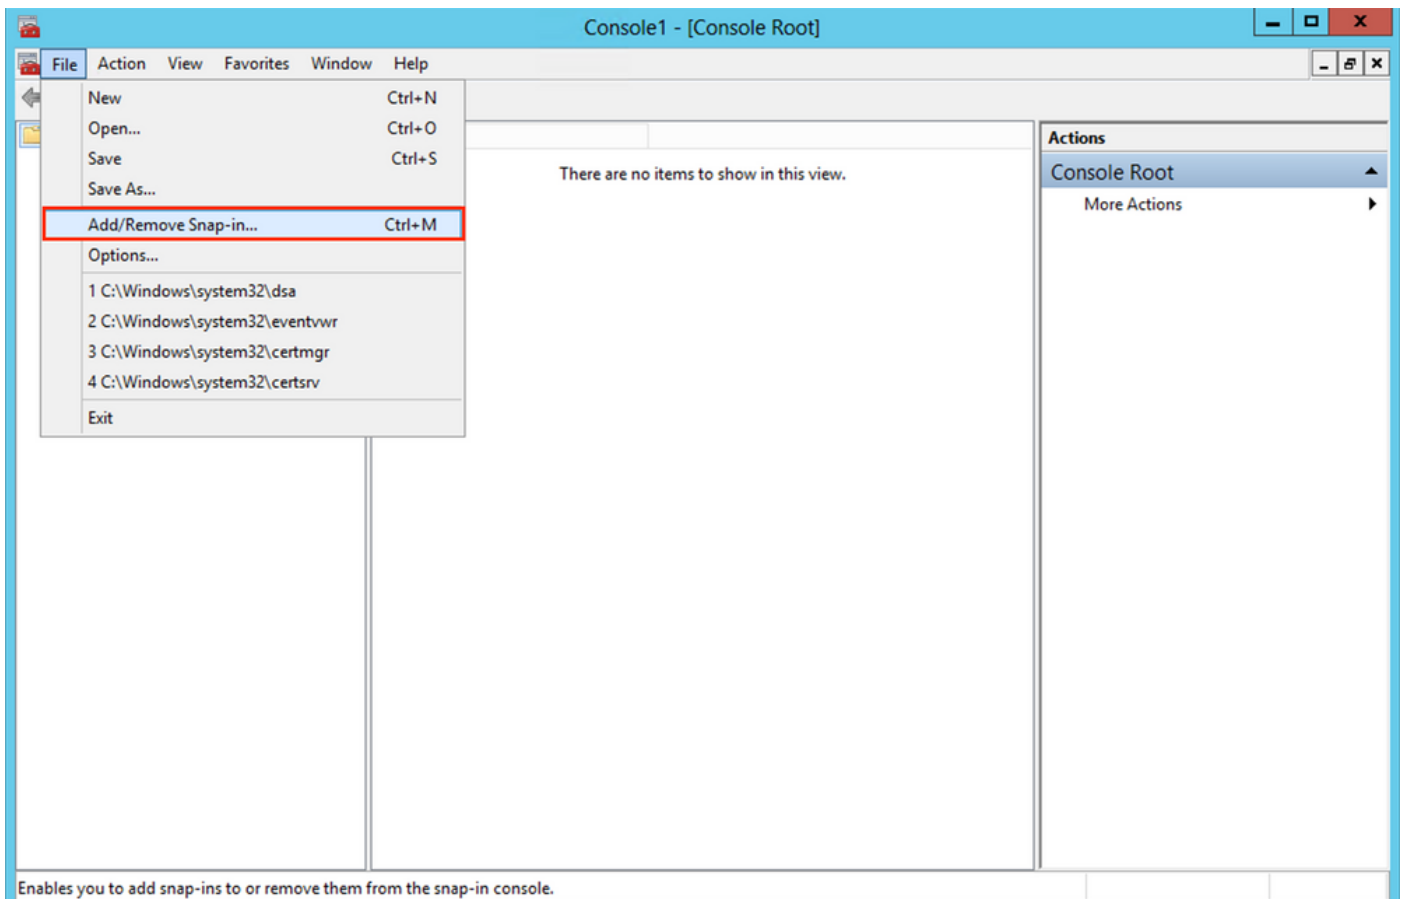 Console1 - [Console Root]
File Action View Favorites Window Help
New Ctrl+N
Open... Ctrl+O
Save Ctrl+S
Save As...
Add/Remove Snap-in... Ctrl+M
Options...
1 C:\Windows\system32\dsa
2 C:\Windows\system32\eventvwr
3 C:\Windows\system32\certmgr
4 C:\Windows\system32\certsrv
Exit
There are no items to show in this view.
Actions
Console Root
More Actions
Enables you to add snap-ins to or remove them from the snap-in console.